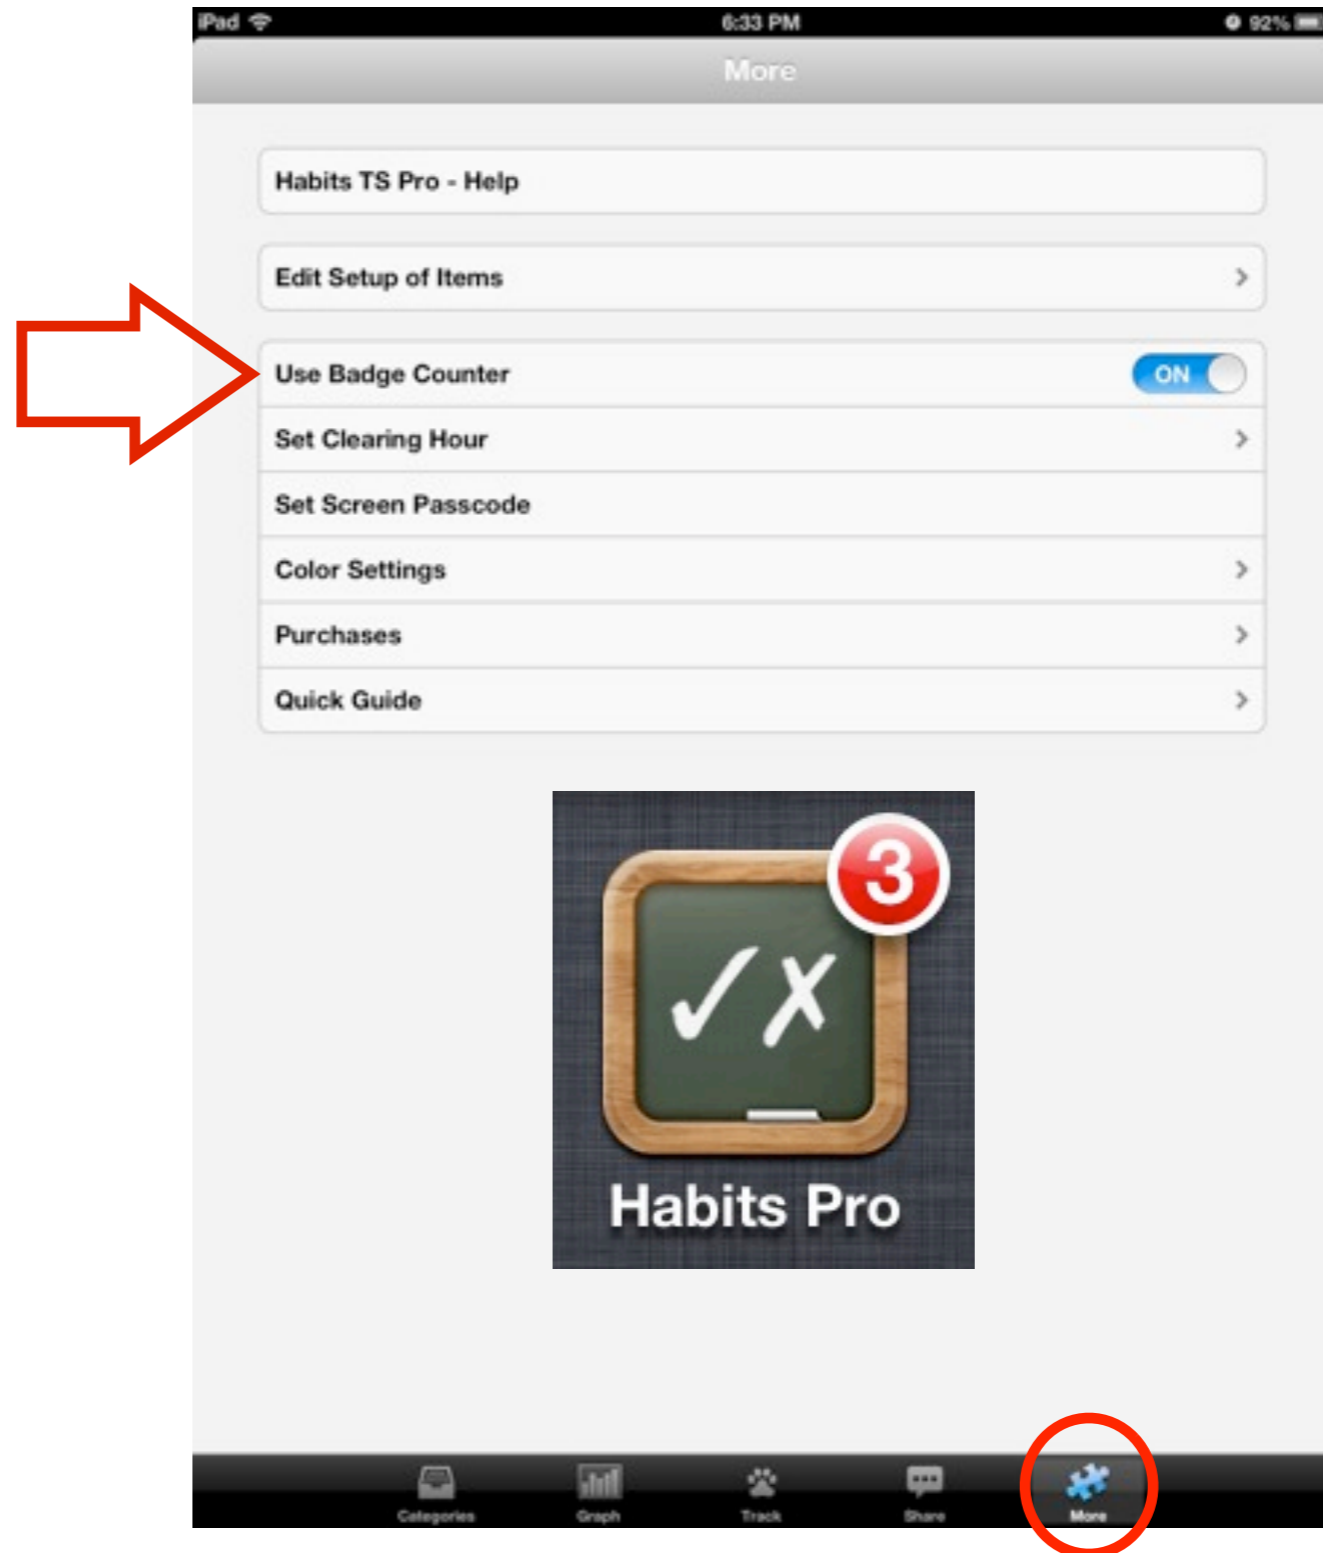 iPad 6:33 PM 92%
More
Habits TS Pro - Help
Edit Setup of Items
Use Badge Counter ON
Set Clearing Hour
Set Screen Passcode
Color Settings
Purchases
Quick Guide
3
Habits Pro
Categories Graph Track Share More